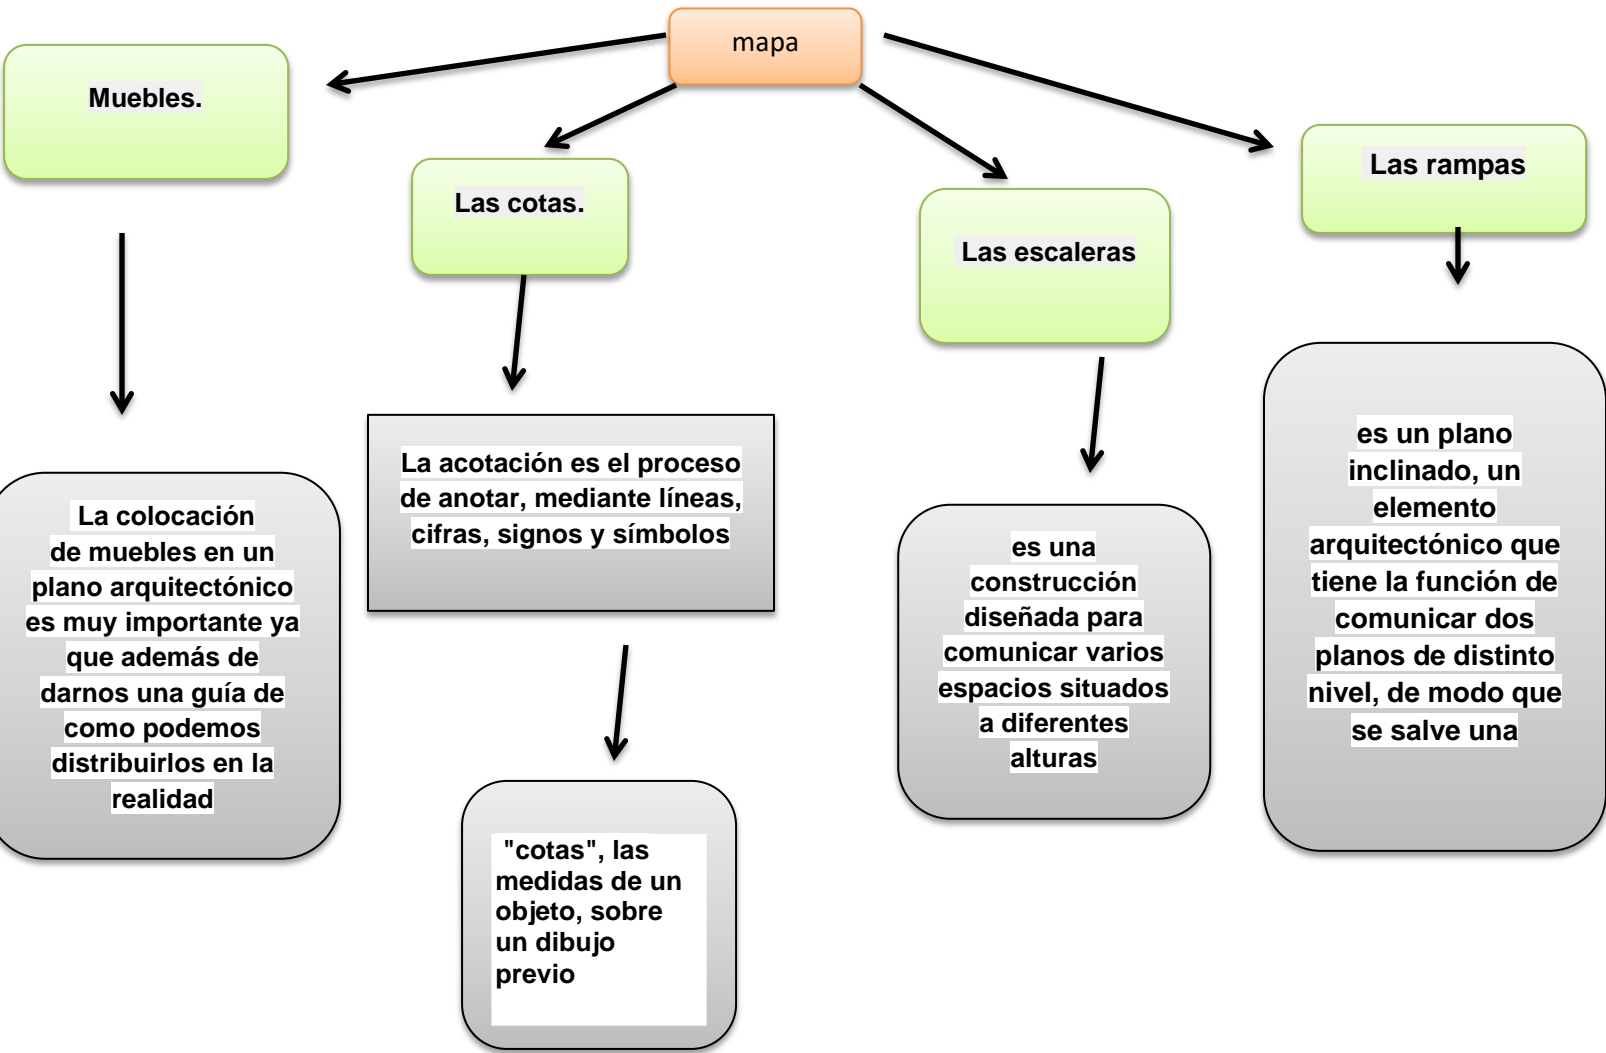 mapa
Muebles.
Las cotas.
Las escaleras
Las rampas
La colocación
de muebles en un
plano arquitectónico
es muy importante ya
que además de
darnos una guía de
como podemos
distribuirlos en la
realidad
La acotación es el proceso
de anotar, mediante líneas,
cifras, signos y símbolos
"cotas", las
medidas de un
objeto, sobre
un dibujo
previo
es una
construcción
diseñada para
comunicar varios
espacios situados
a diferentes
alturas
es un plano
inclinado, un
elemento
arquitectónico que
tiene la función de
comunicar dos
planos de distinto
nivel, de modo que
se salve una